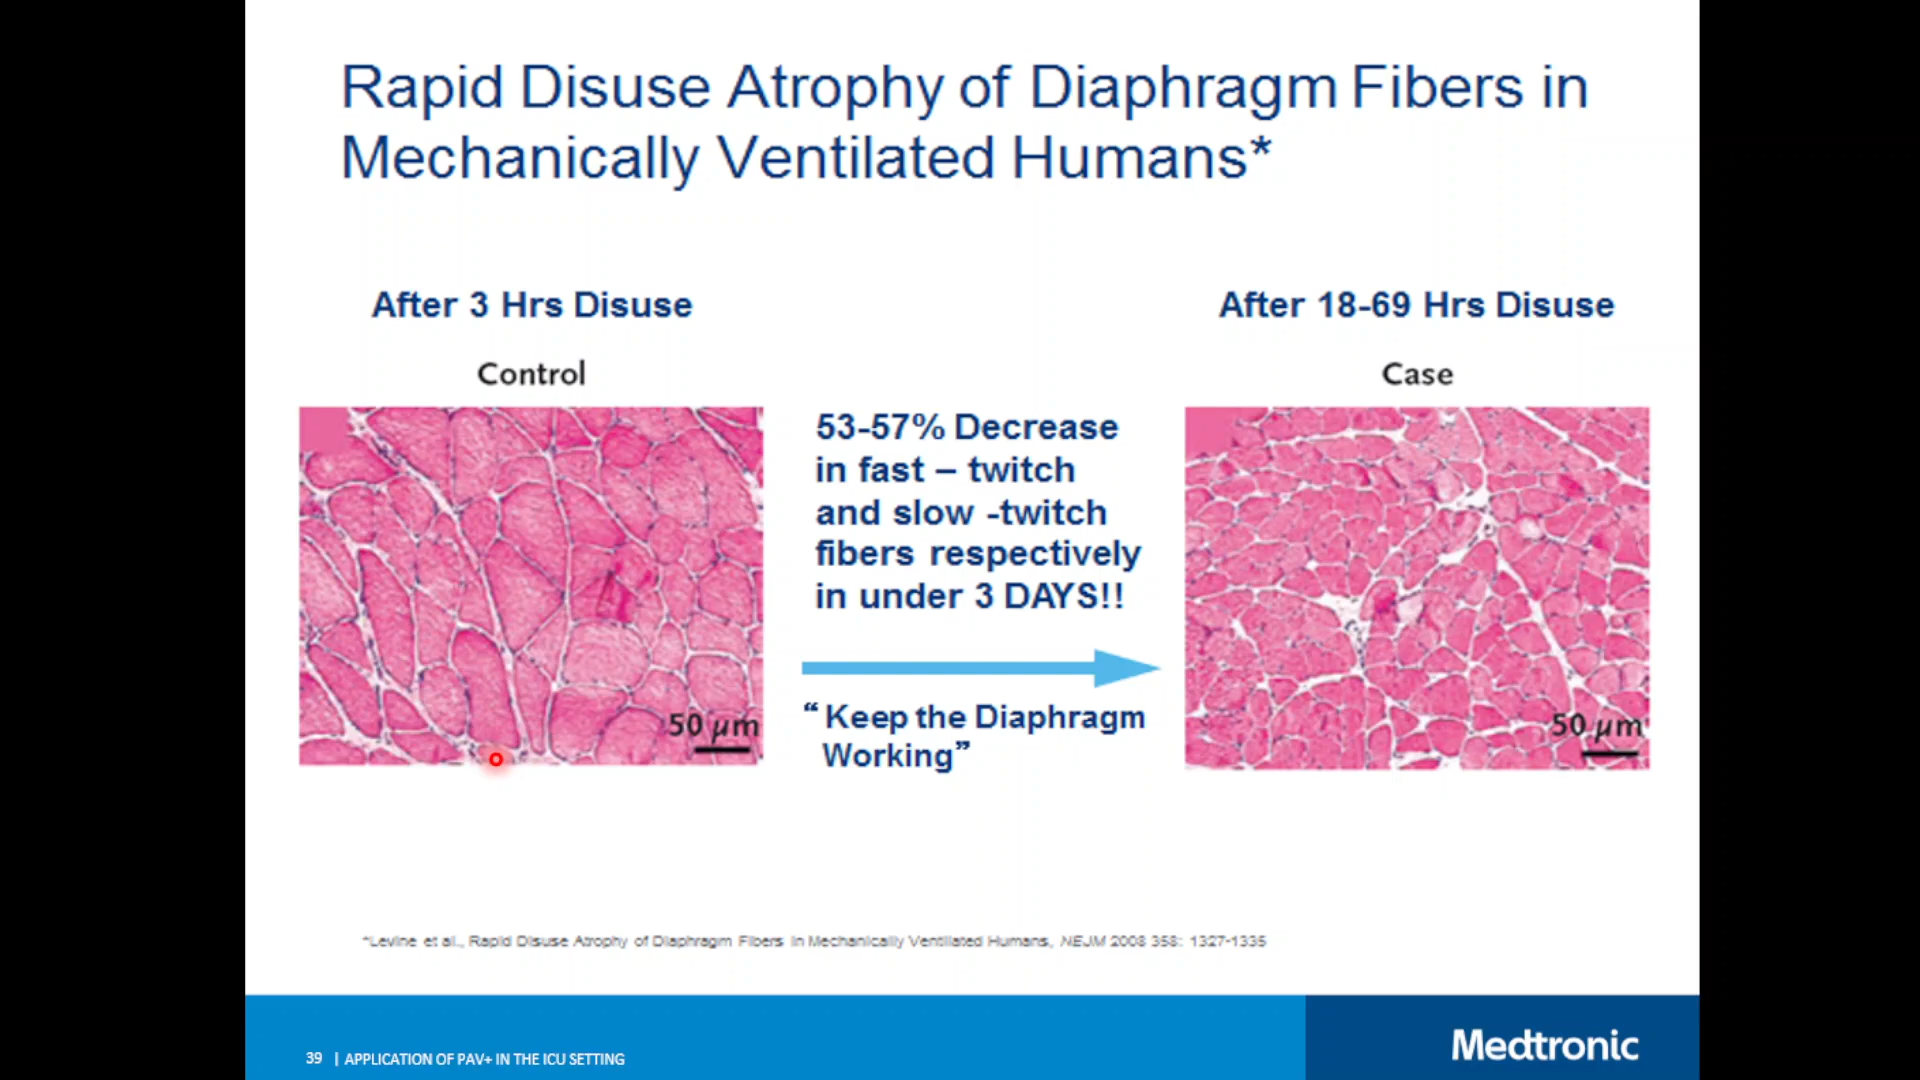 Rapid Disuse Atrophy of Diaphragm Fibers in
Mechanically Ventilated Humans*
After 3 Hrs Disuse
Control
50 µm
53-57% Decrease
in fast – twitch
and slow -twitch
fibers respectively
in under 3 DAYS!!
“ Keep the Diaphragm
Working”
After 18-69 Hrs Disuse
Case
50 µm
*Levine et al., Rapid Disuse Atrophy of Diaphragm Fibers in Mechanically Ventilated Humans, NEJM 2008 358: 1327-1335
39 | APPLICATION OF PAV+ IN THE ICU SETTING
Medtronic